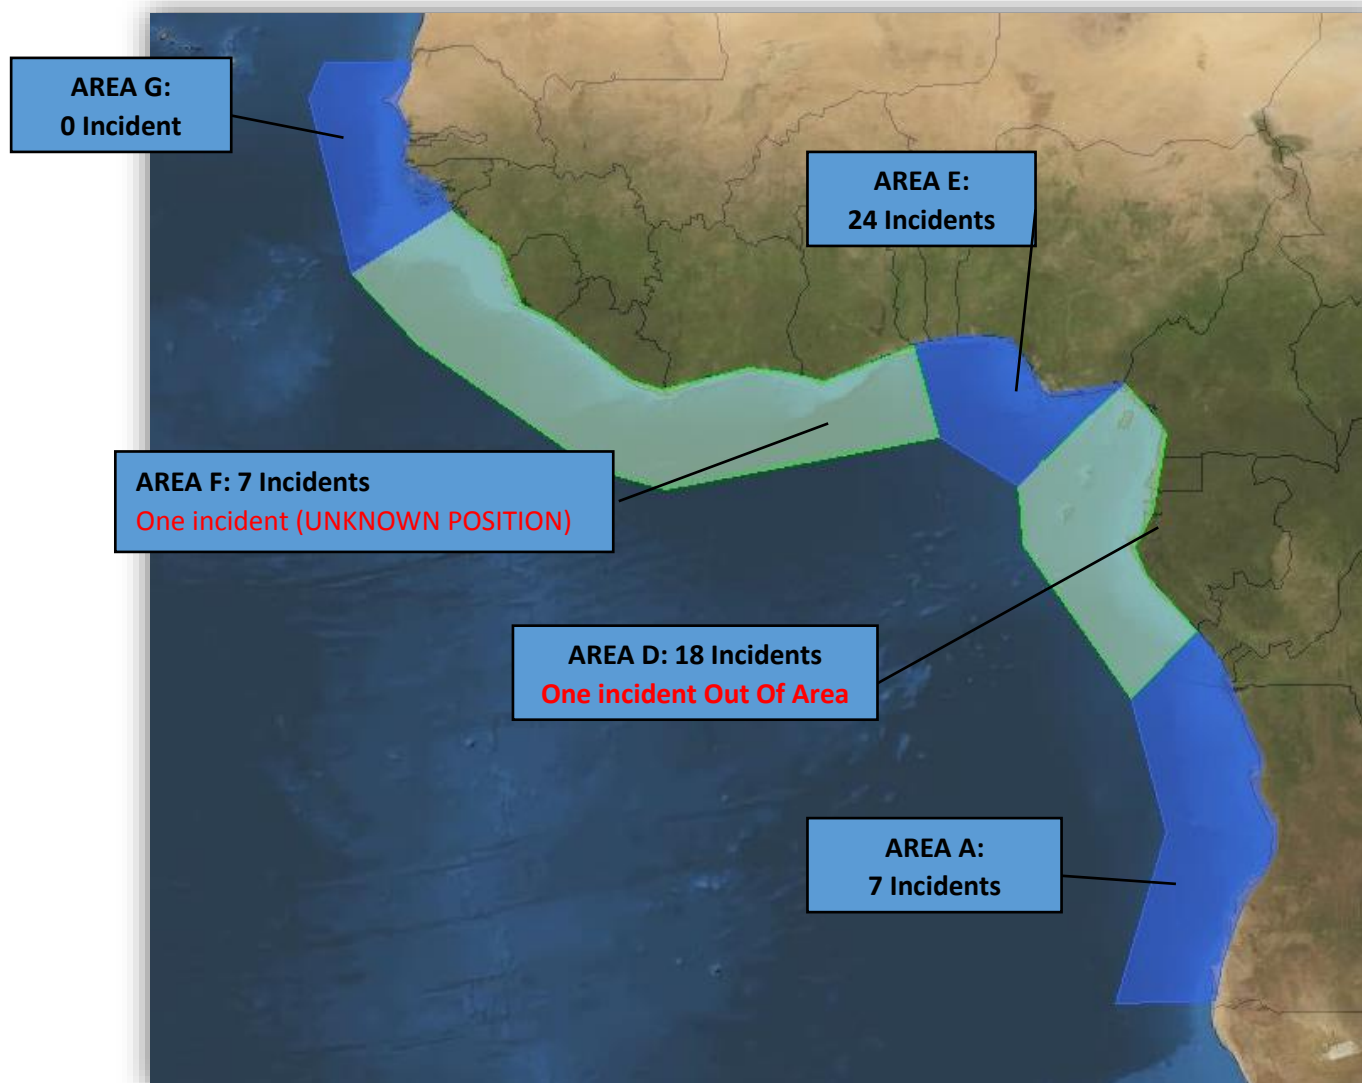 AREA G:
0 Incident
AREA E:
24 Incidents
AREA F: 7 Incidents
One incident (UNKNOWN POSITION)
AREA D: 18 Incidents
One incident Out Of Area
AREA A:
7 Incidents